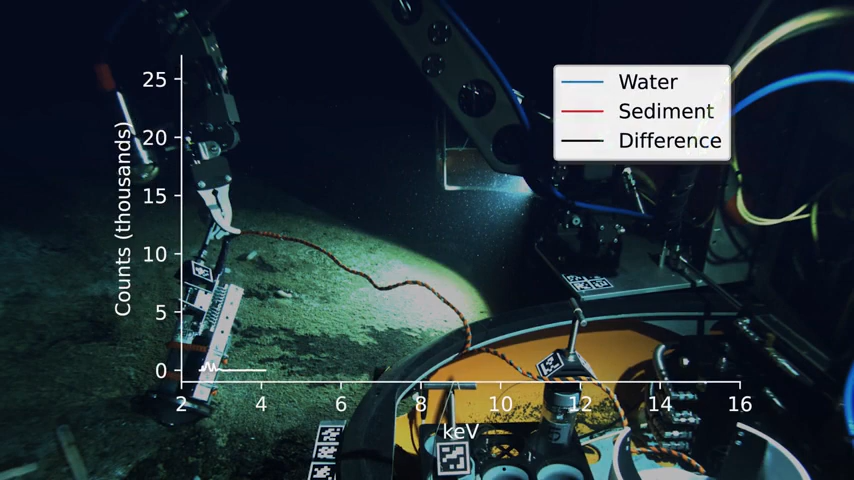 25
20
15
10
5
0
Counts (thousands)
2 4 6 8 10 12 14 16
keV
Water
Sediment
Difference